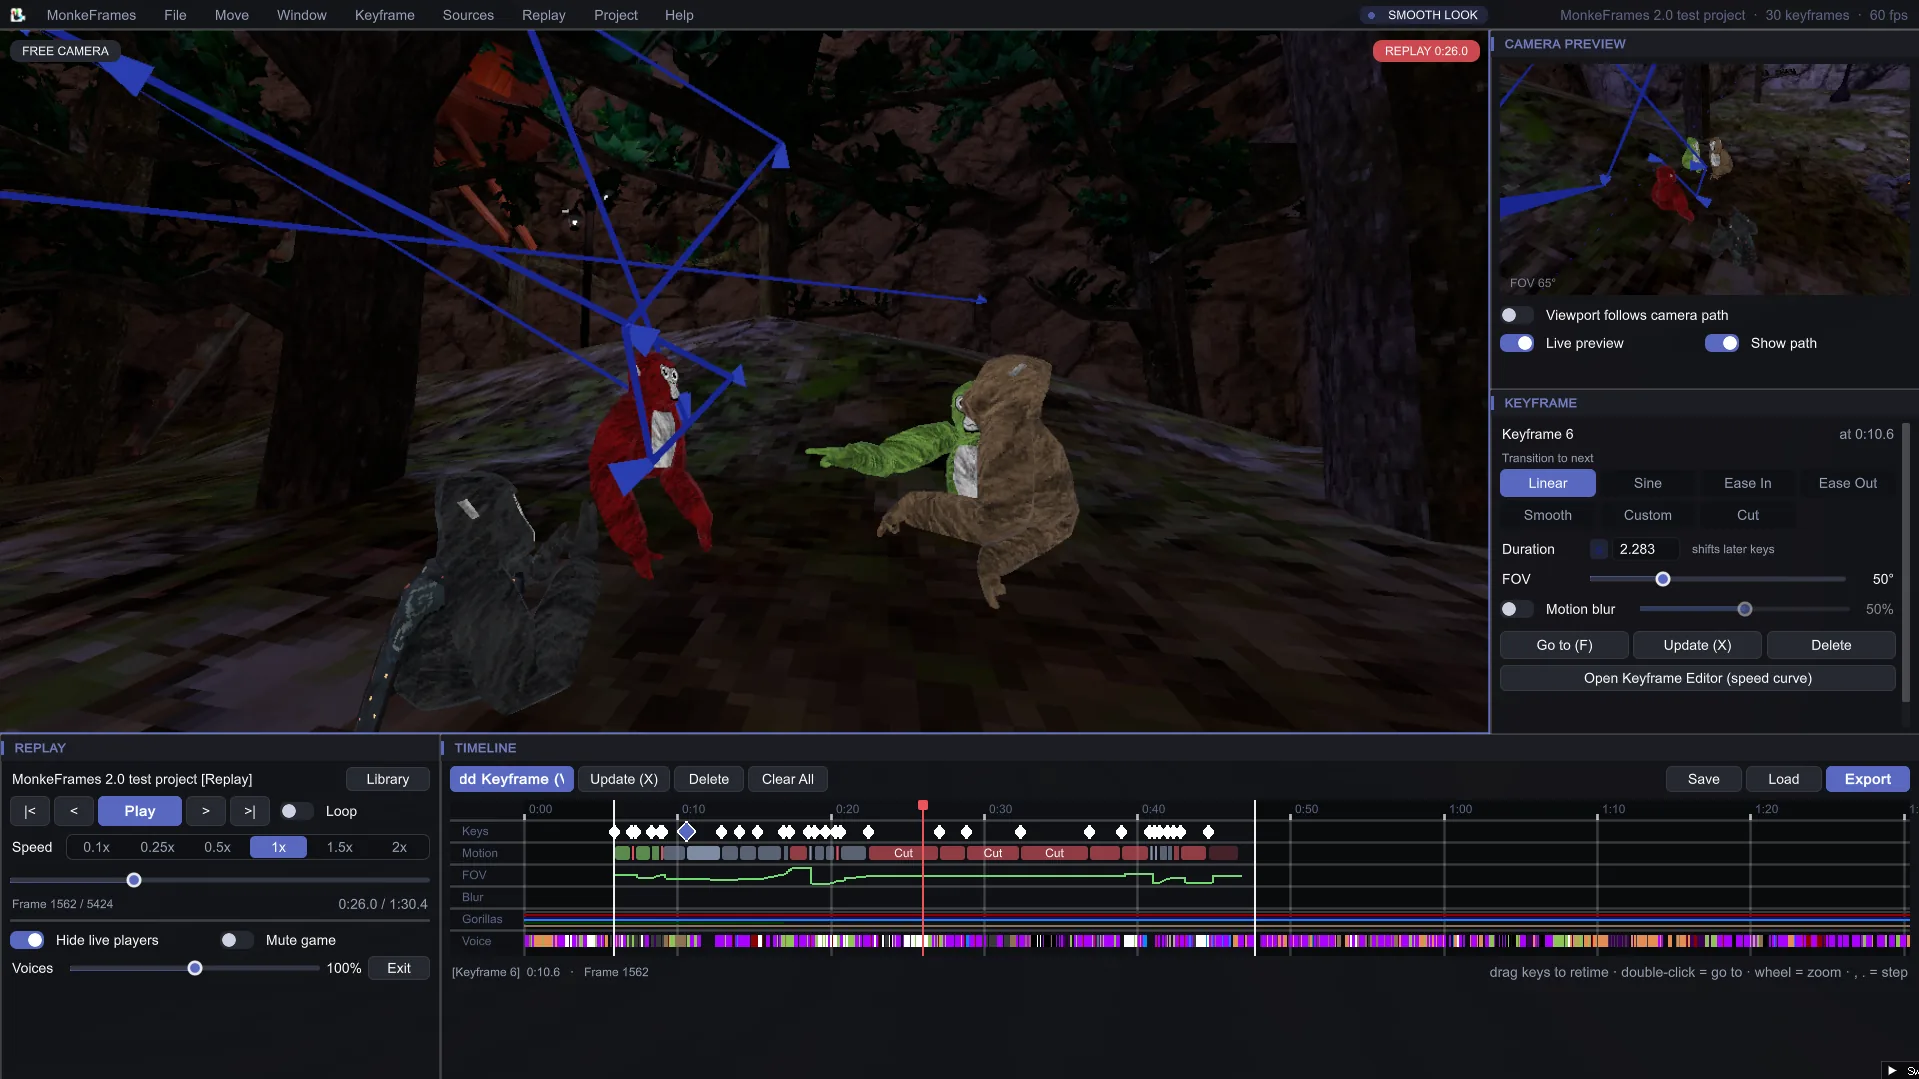 MonkeFrames File Move Window Keyframe Sources Replay Project Help SMOOTH LOOK MonkeFrames 2.0 test project · 30 keyframes · 60 fps
FREE CAMERA
REPLAY 0:26.0
CAMERA PREVIEW
FOV 65°
Viewport follows camera path
Live preview Show path
KEYFRAME
Keyframe 6 at 0:10.6
Transition to next
Linear Sine Ease In Ease Out
Smooth Custom Cut
Duration 2.283 shifts later keys
FOV 50°
Motion blur 50%
Go to (F) Update (X) Delete
Open Keyframe Editor (speed curve)
REPLAY
MonkeFrames 2.0 test project [Replay] Library
|< < Play > >| Loop
Speed 0.1x 0.25x 0.5x 1x 1.5x 2x
Frame 1562 / 5424 0:26.0 / 1:30.4
Hide live players Mute game
Voices 100% Exit
TIMELINE
dd Keyframe (\ Update (X) Delete Clear All Save Load Export
0:00 0:10 0:20 0:30 0:40 0:50 1:00 1:10 1:20
Keys
Motion Cut Cut Cut
FOV
Blur
Gorillas
Voice
[Keyframe 6] 0:10.6 · Frame 1562 drag keys to retime · double-click = go to · wheel = zoom · , . = step